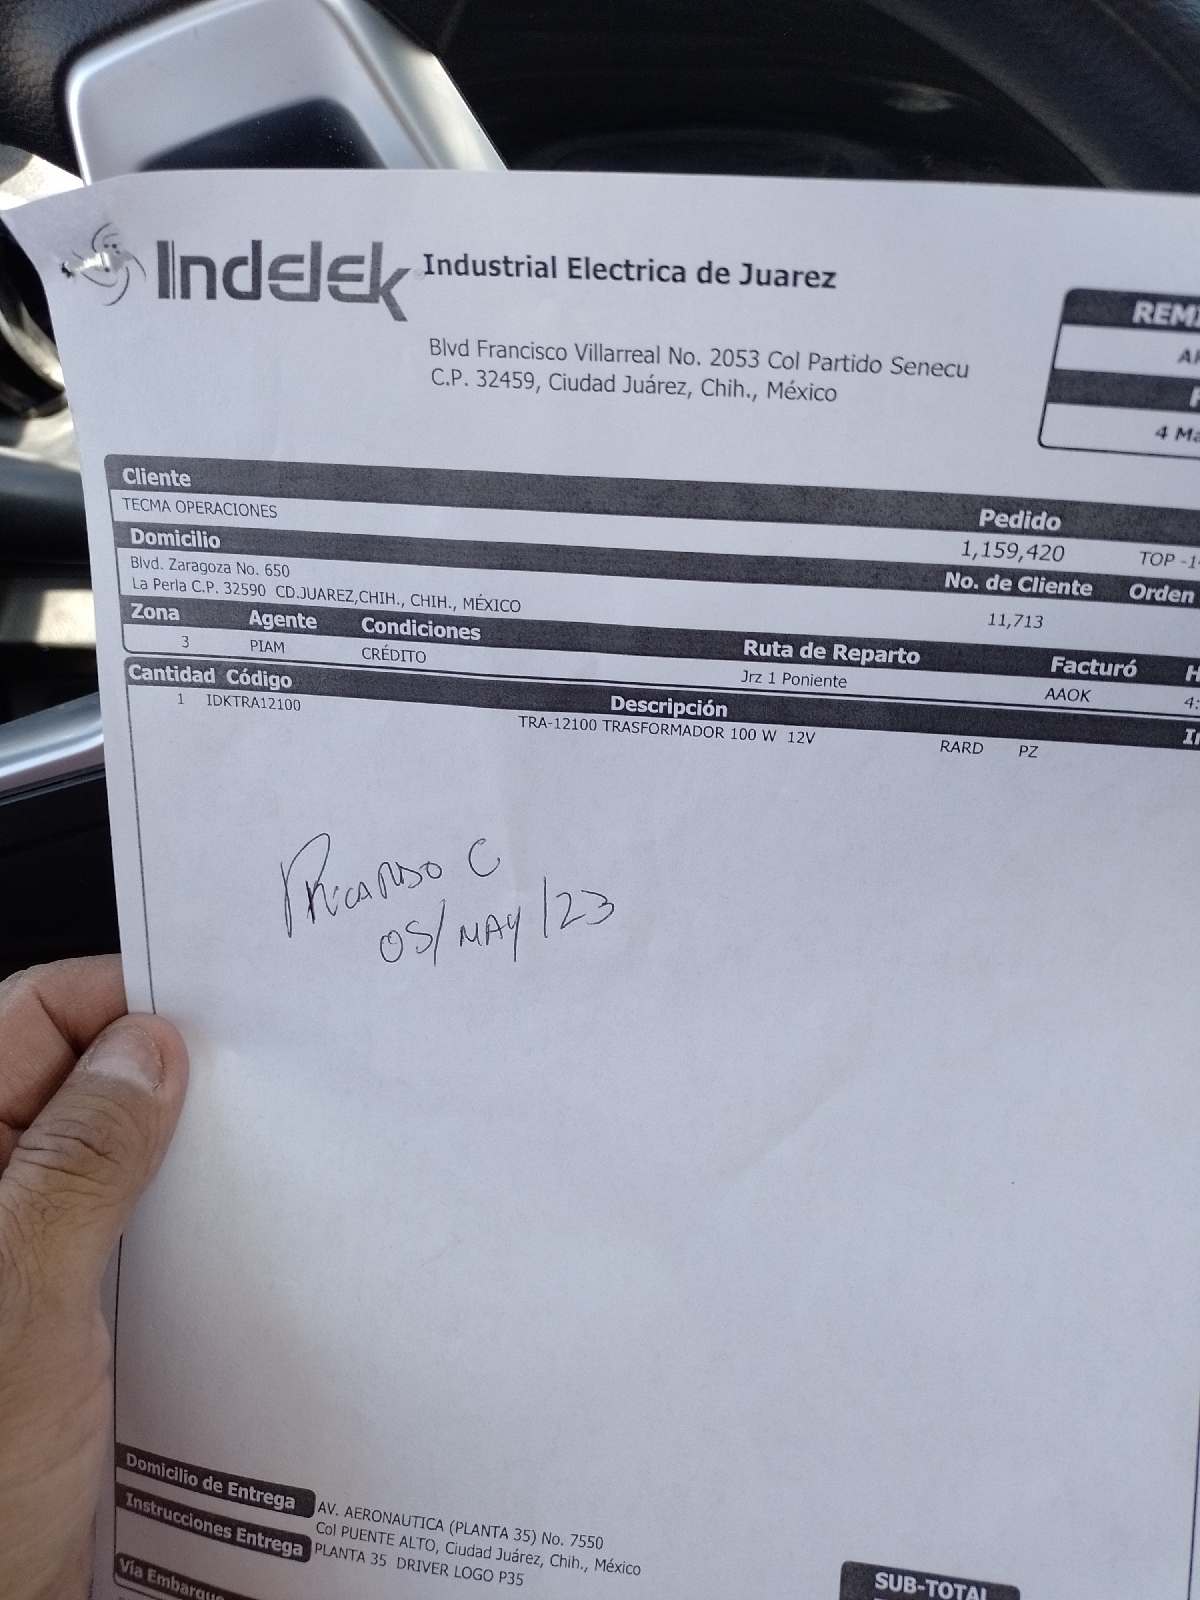 Indelek Industrial Electrica de Juarez
Blvd Francisco Villarreal No. 2053 Col Partido Senecu
C.P. 32459, Ciudad Juárez, Chih., México
4
Cliente Pedido
TECMA OPERACIONES 1,159,420 TOP
Domicilio No. de Cliente Orden
Blvd. Zaragoza No. 650
La Perla C.P. 32590 CD.JUAREZ,CHIH., CHIH., MÉXICO 11,713
Zona Agente Condiciones Ruta de Reparto Facturó
3 PIAM CRÉDITO Jrz 1 Poniente AAOK
Cantidad Código Descripción
1 IDKTRA12100 TRA-12100 TRASFORMADOR 100 W 12V RARD PZ
Ricardo C
05/MAY/23
Domicilio de Entrega AV. AERONAUTICA (PLANTA 35) No. 7550
Col PUENTE ALTO, Ciudad Juárez, Chih., México
Instrucciones Entrega PLANTA 35 DRIVER LOGO P35
Vía Embarque
SUB-TOTAL